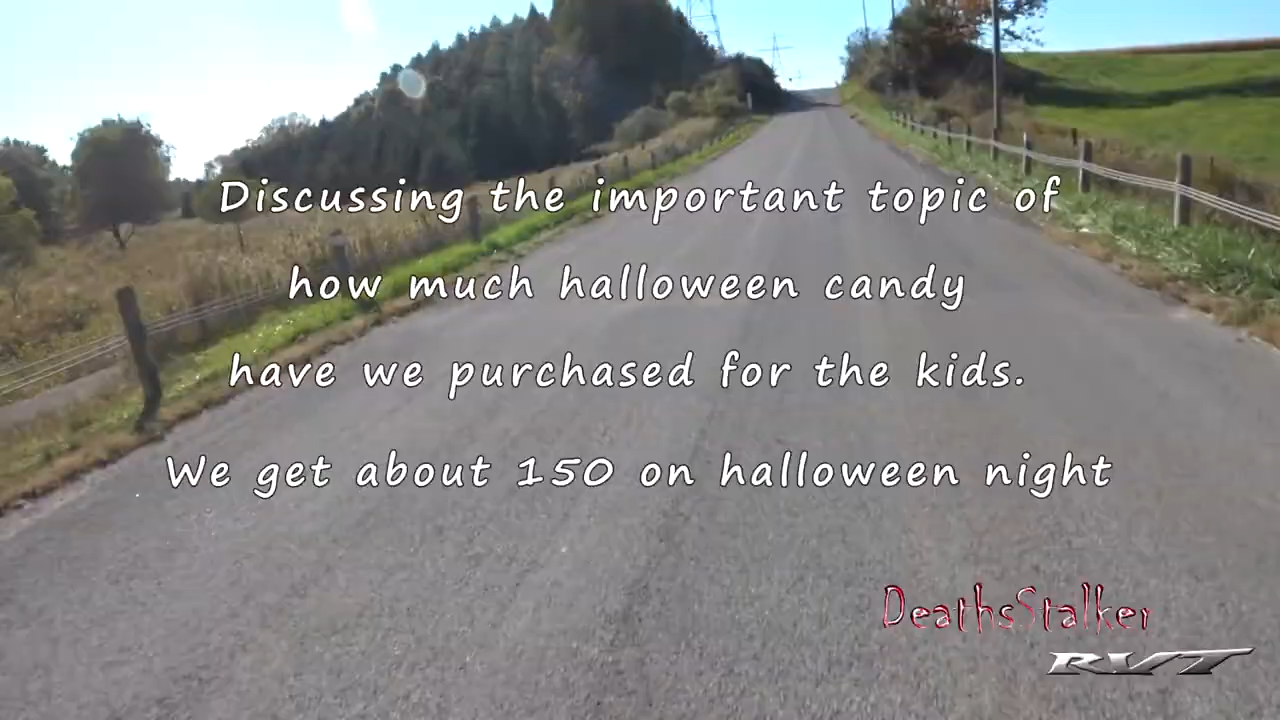 Discussing the important topic of
how much halloween candy
have we purchased for the kids.
We get about 150 on halloween night
DeathsStalker
RVT